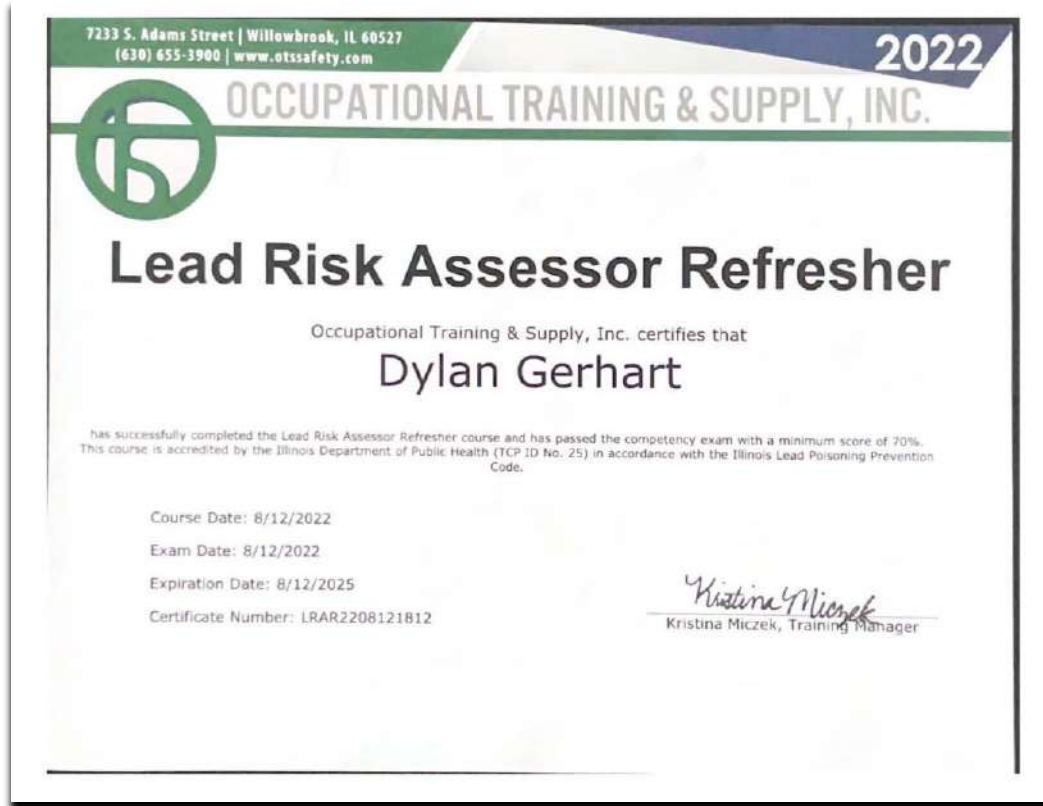 7233 S. Adams Street | Willowbrook, IL 60527
(630) 655-3900 | www.otssafety.com
2022
OCCUPATIONAL TRAINING & SUPPLY, INC.
Lead Risk Assessor Refresher
Occupational Training & Supply, Inc. certifies that
Dylan Gerhart
has successfully completed the Lead Risk Assessor Refresher course and has passed the competency exam with a minimum score of 70%.
This course is accredited by the Illinois Department of Public Health (TCP ID No. 25) in accordance with the Illinois Lead Poisoning Prevention
Code.
Course Date: 8/12/2022
Exam Date: 8/12/2022
Expiration Date: 8/12/2025
Certificate Number: LRAR2208121812
Kristina Miczek
Kristina Miczek, Training Manager